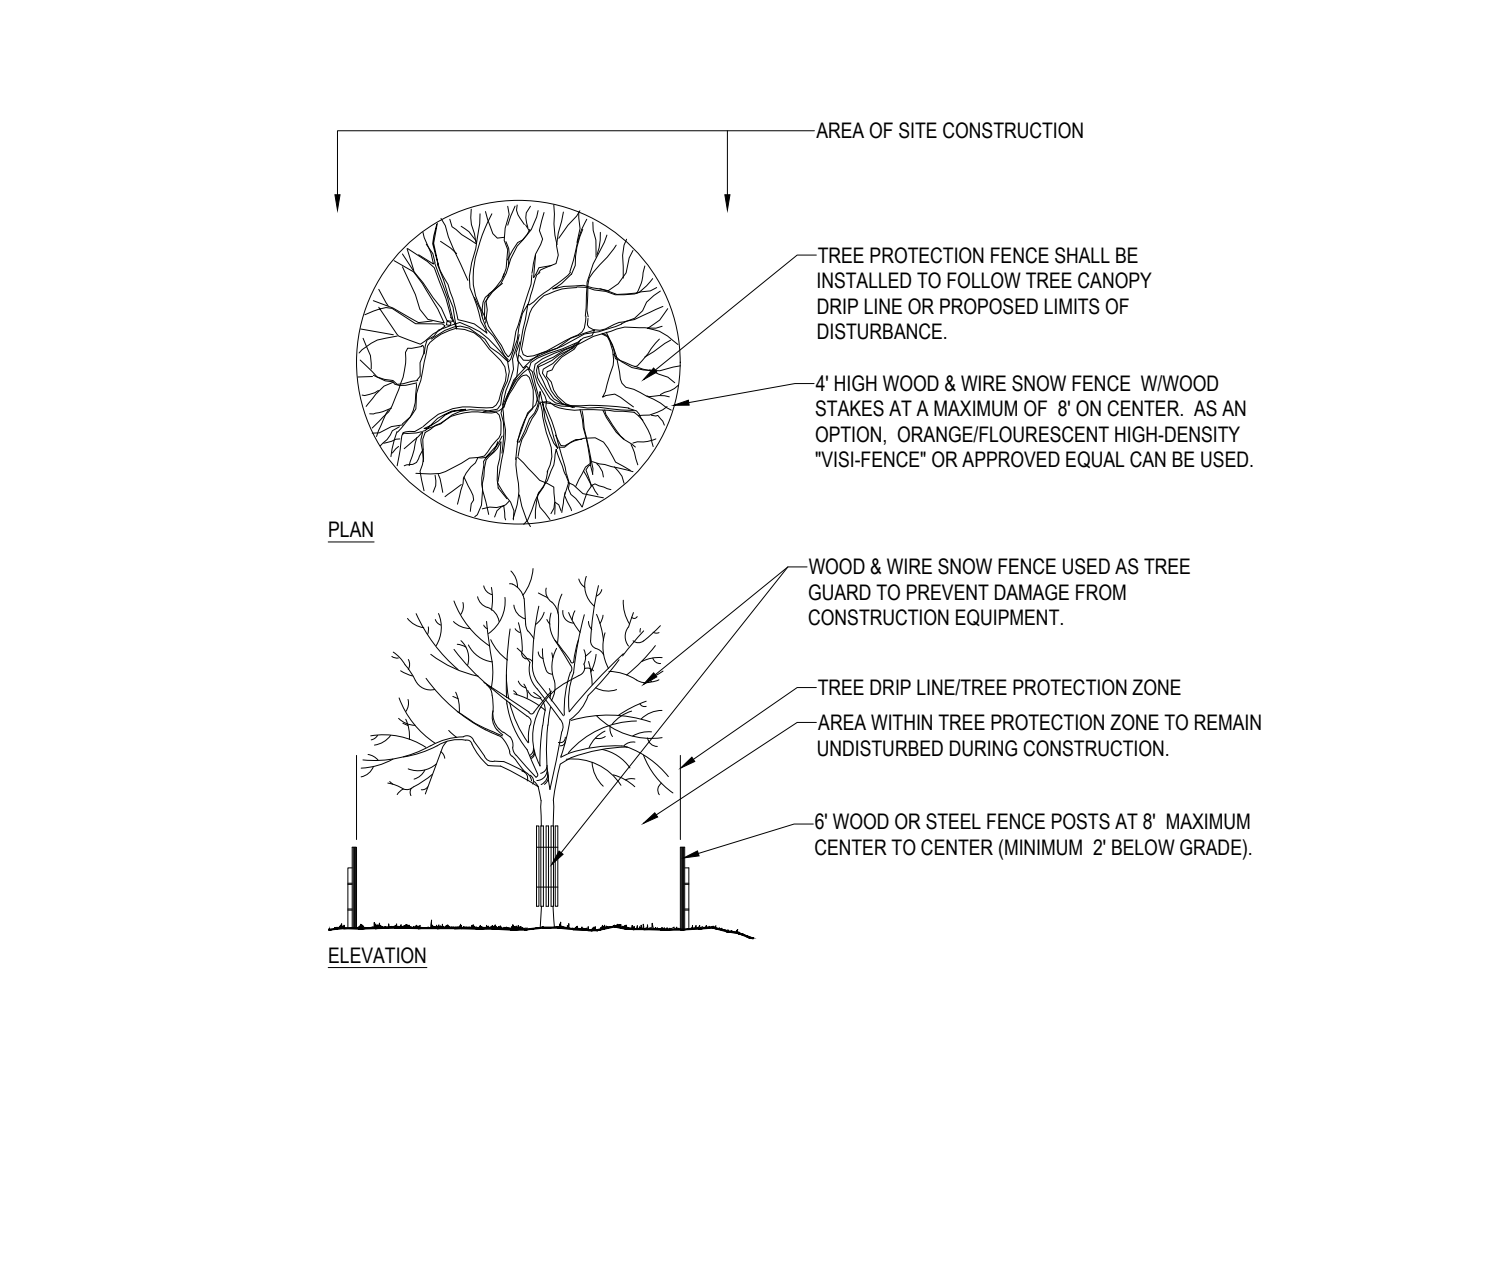 AREA OF SITE CONSTRUCTION
TREE PROTECTION FENCE SHALL BE
INSTALLED TO FOLLOW TREE CANOPY
DRIP LINE OR PROPOSED LIMITS OF
DISTURBANCE.
4' HIGH WOOD & WIRE SNOW FENCE W/WOOD
STAKES AT A MAXIMUM OF 8' ON CENTER. AS AN
OPTION, ORANGE/FLOURESCENT HIGH-DENSITY
"VISI-FENCE" OR APPROVED EQUAL CAN BE USED.
PLAN
WOOD & WIRE SNOW FENCE USED AS TREE
GUARD TO PREVENT DAMAGE FROM
CONSTRUCTION EQUIPMENT.
TREE DRIP LINE/TREE PROTECTION ZONE
AREA WITHIN TREE PROTECTION ZONE TO REMAIN
UNDISTURBED DURING CONSTRUCTION.
6' WOOD OR STEEL FENCE POSTS AT 8' MAXIMUM
CENTER TO CENTER (MINIMUM 2' BELOW GRADE).
ELEVATION